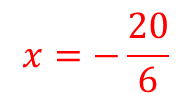 x = − 20/6